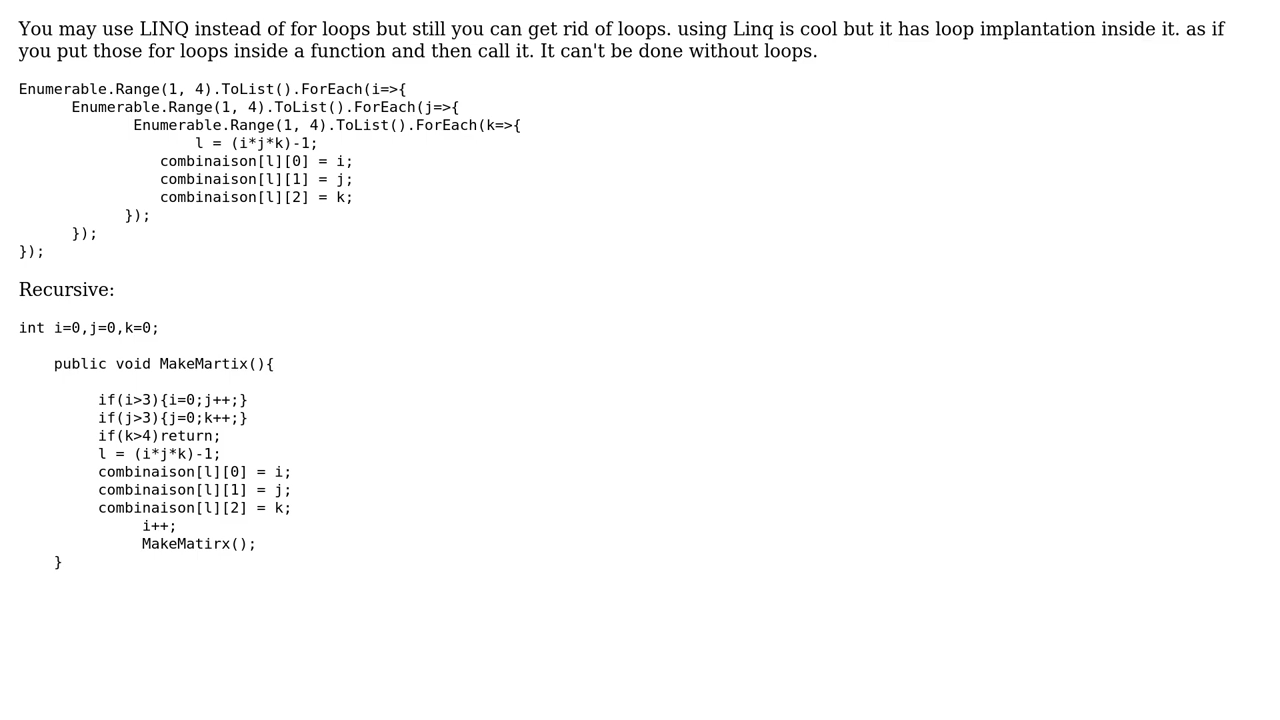 You may use LINQ instead of for loops but still you can get rid of loops. using Linq is cool but it has loop implantation inside it. as if
you put those for loops inside a function and then call it. It can't be done without loops.
Enumerable.Range(1, 4).ToList().ForEach(i=>{
      Enumerable.Range(1, 4).ToList().ForEach(j=>{
             Enumerable.Range(1, 4).ToList().ForEach(k=>{
                    l = (i*j*k)-1;
                combinaison[l][0] = i;
                combinaison[l][1] = j;
                combinaison[l][2] = k;
            });
      });
});
Recursive:
int i=0,j=0,k=0;
    public void MakeMartix(){
         if(i>3){i=0;j++;}
         if(j>3){j=0;k++;}
         if(k>4)return;
         l = (i*j*k)-1;
         combinaison[l][0] = i;
         combinaison[l][1] = j;
         combinaison[l][2] = k;
              i++;
              MakeMatirx();
    }